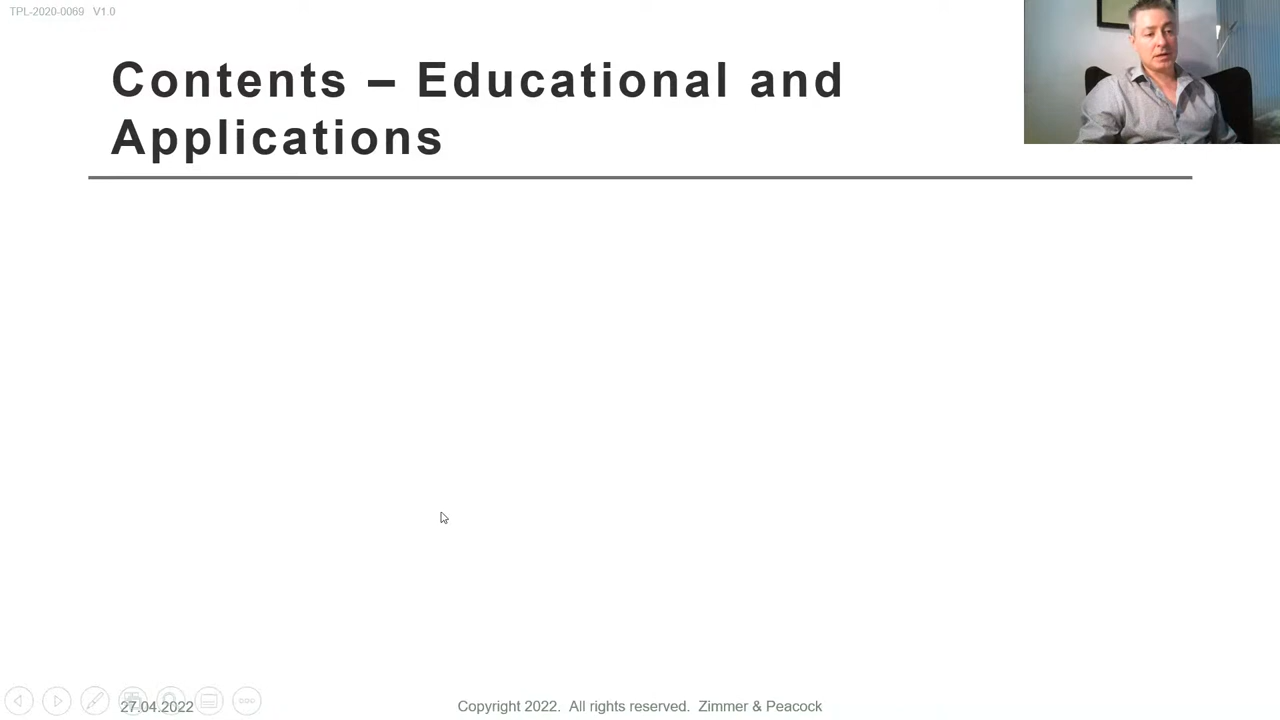 TPL-2020-0069 V1.0
Contents – Educational and
Applications
27.04.2022
Copyright 2022. All rights reserved. Zimmer & Peacock